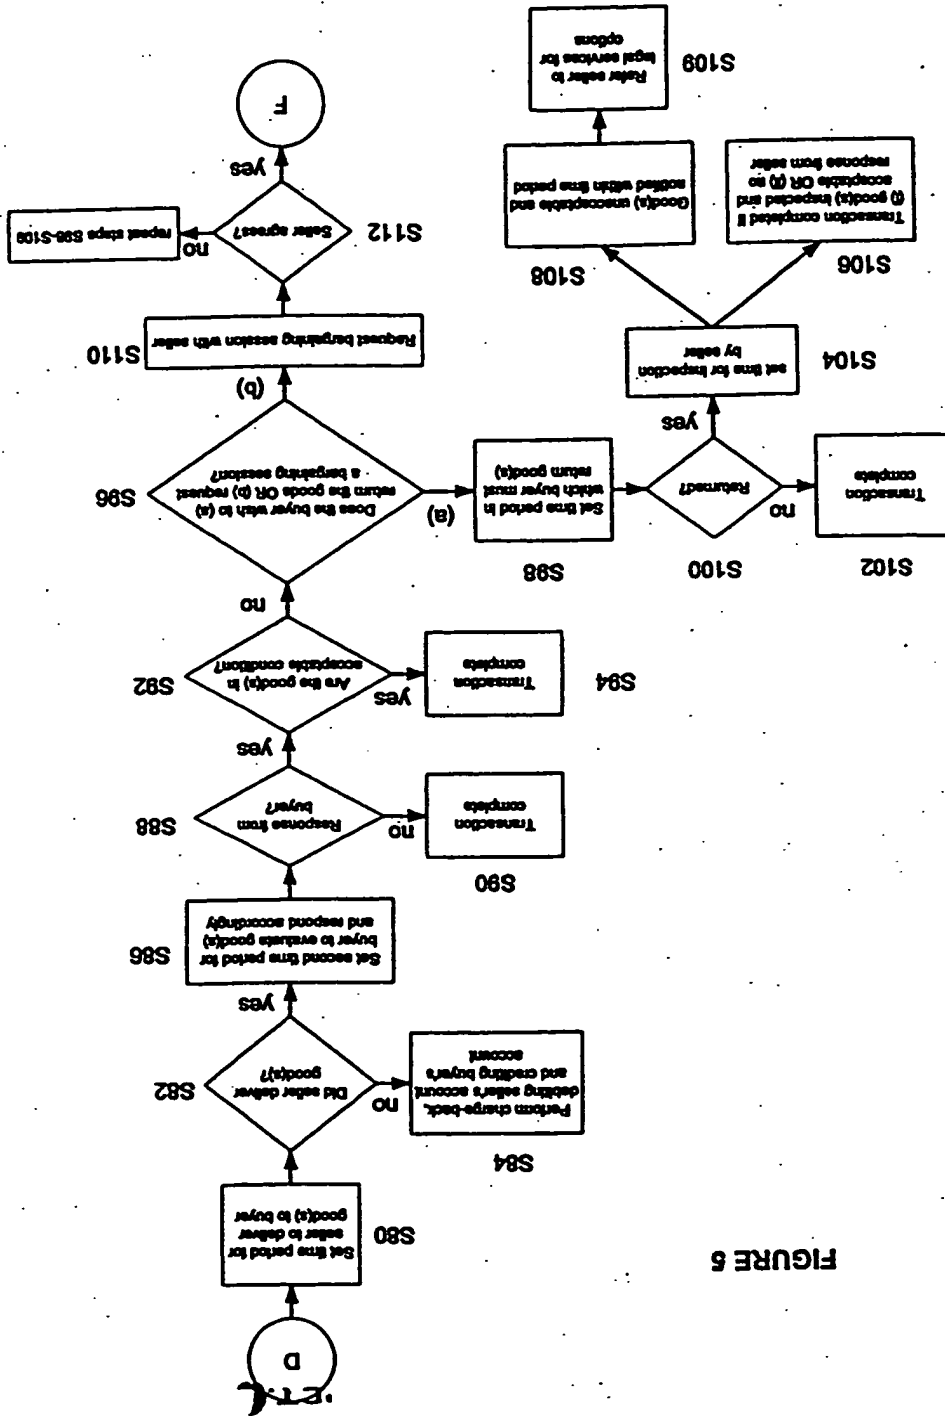 FIGURE 5
D
S80
Set time period for
seller to deliver
good(s) to buyer
S82
Did seller deliver
good(s)?
no
S84
Perform charge-back,
debiting seller's account
and crediting buyer's
account
yes
S86
Set second time period for
buyer to evaluate good(s)
and respond accordingly
S88
Response from
buyer?
no
S90
Transaction
complete
yes
S92
Are the good(s) in
acceptable condition?
yes
S94
Transaction
complete
no
S96
Does the buyer wish to (a)
return the goods OR (b) request
a bargaining session?
(a)
S98
Set time period in
which buyer must
return good(s)
S100
Returned?
no
S102
Transaction
complete
yes
S104
set time for inspection
by seller
S106
Transaction completed if
(i) good(s) inspected and
acceptable OR (ii) no
response from seller
S108
Good(s) unacceptable and
notified within time period
S109
Refer seller to
legal services for
options
(b)
S110
Request bargaining session with seller
S112
Seller agrees?
no
repeat steps S98-S109
yes
F